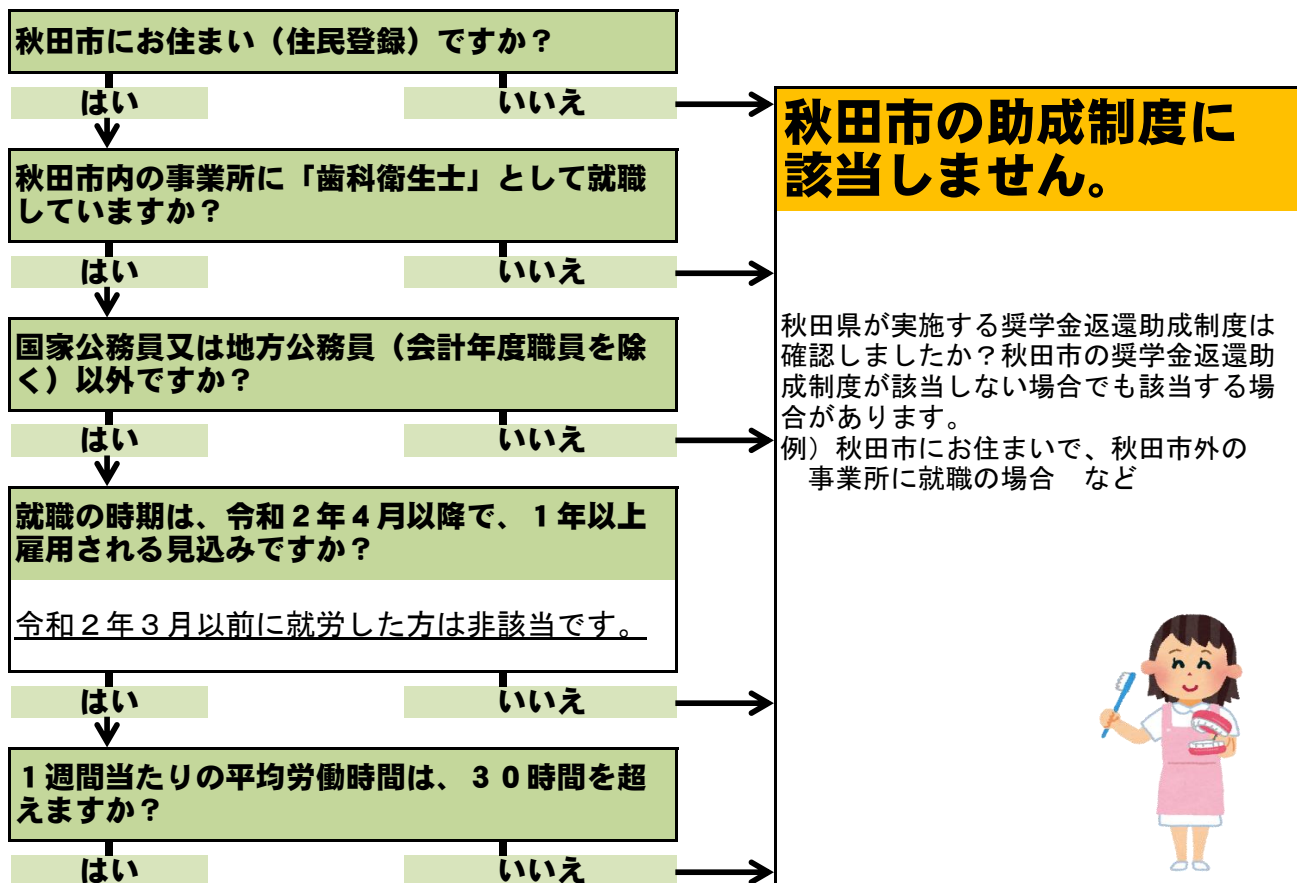 秋田市にお住まい（住民登録）ですか？
はい
いいえ
秋田市内の事業所に「歯科衛生士」として就職
していますか？
はい
いいえ
国家公務員又は地方公務員（会計年度職員を除
く）以外ですか？
はい
いいえ
就職の時期は、令和２年４月以降で、１年以上
雇用される見込みですか？
令和２年３月以前に就労した方は非該当です。
はい
いいえ
１週間当たりの平均労働時間は、３０時間を超
えますか？
はい
いいえ
秋田市の助成制度に
該当しません。
秋田県が実施する奨学金返還助成制度は
確認しましたか？秋田市の奨学金返還助
成制度が該当しない場合でも該当する場
合があります。
例）秋田市にお住まいで、秋田市外の
事業所に就職の場合　など